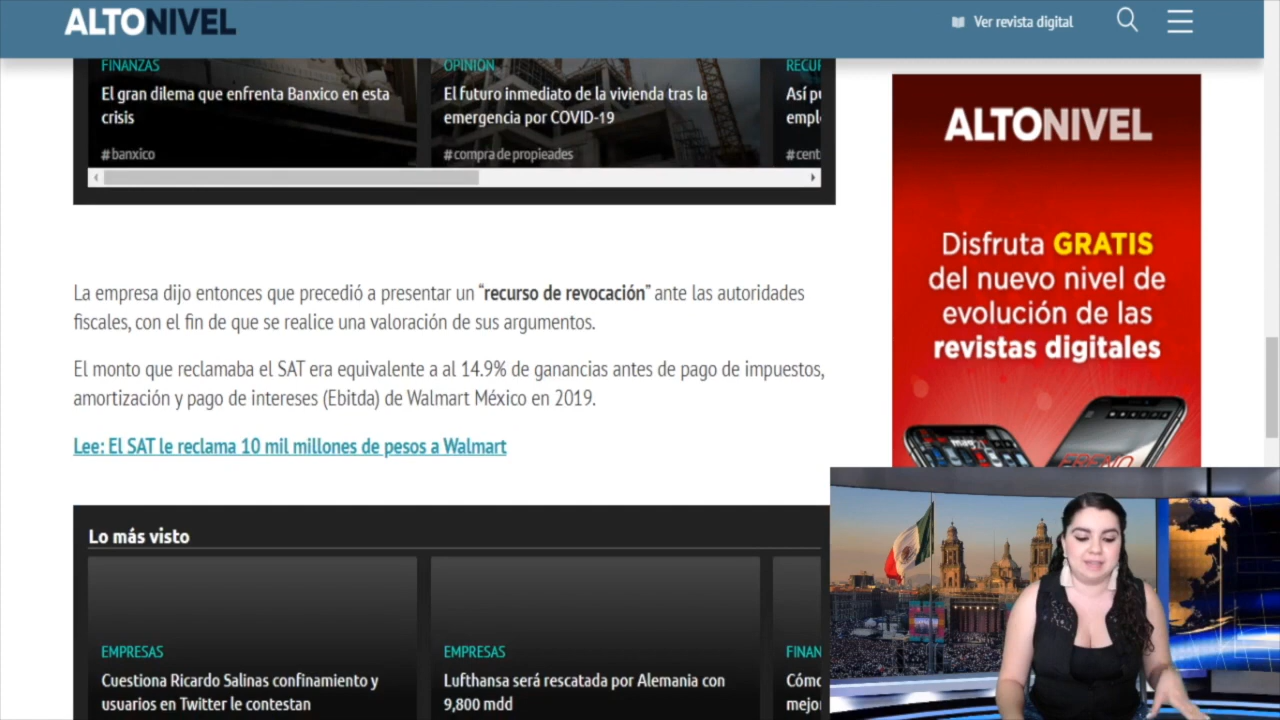 ALTONIVEL
Ver revista digital
FINANZAS
El gran dilema que enfrenta Banxico en esta
crisis
#banxico
OPINIÓN
El futuro inmediato de la vivienda tras la
emergencia por COVID-19
#compra de propieades
Así
La empresa dijo entonces que precedió a presentar un “recurso de revocación” ante las autoridades
fiscales, con el fin de que se realice una valoración de sus argumentos.
El monto que reclamaba el SAT era equivalente a al 14.9% de ganancias antes de pago de impuestos,
amortización y pago de intereses (Ebitda) de Walmart México en 2019.
Lee: El SAT le reclama 10 mil millones de pesos a Walmart
Lo más visto
EMPRESAS
Cuestiona Ricardo Salinas confinamiento y
usuarios en Twitter le contestan
EMPRESAS
Lufthansa será rescatada por Alemania con
9,800 mdd
FINAN
Cómo
mejo
ALTONIVEL
Disfruta GRATIS
del nuevo nivel de
evolución de las
revistas digitales